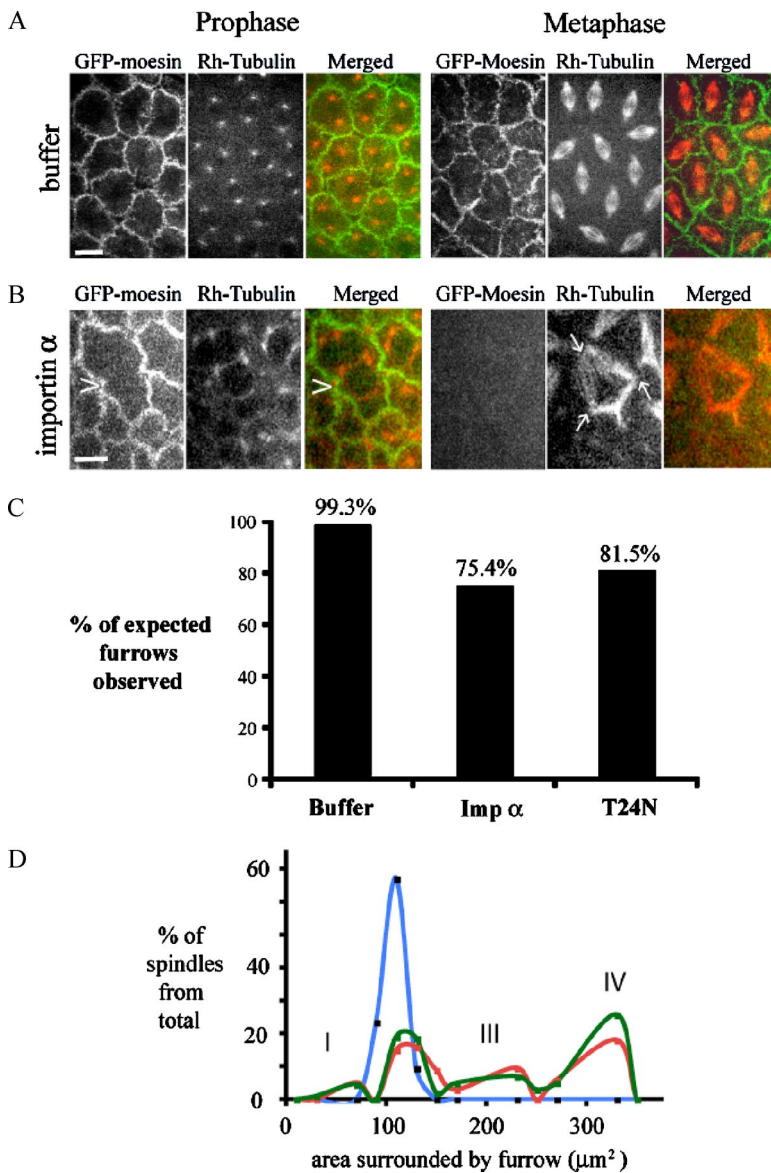 A
Prophase
Metaphase
GFP-moesin Rh-Tubulin Merged
GFP-moesin Rh-Tubulin Merged
buffer
B
GFP-moesin Rh-Tubulin Merged
GFP-Moesin Rh-Tubulin Merged
importin α
>
>
C
% of expected
furrows
observed
100
80
60
40
20
0
99.3%
75.4%
81.5%
Buffer
Imp α
T24N
D
% of
spindles
from
total
60
40
20
0
I
III
IV
0 100 200 300
area surrounded by furrow (μm²)